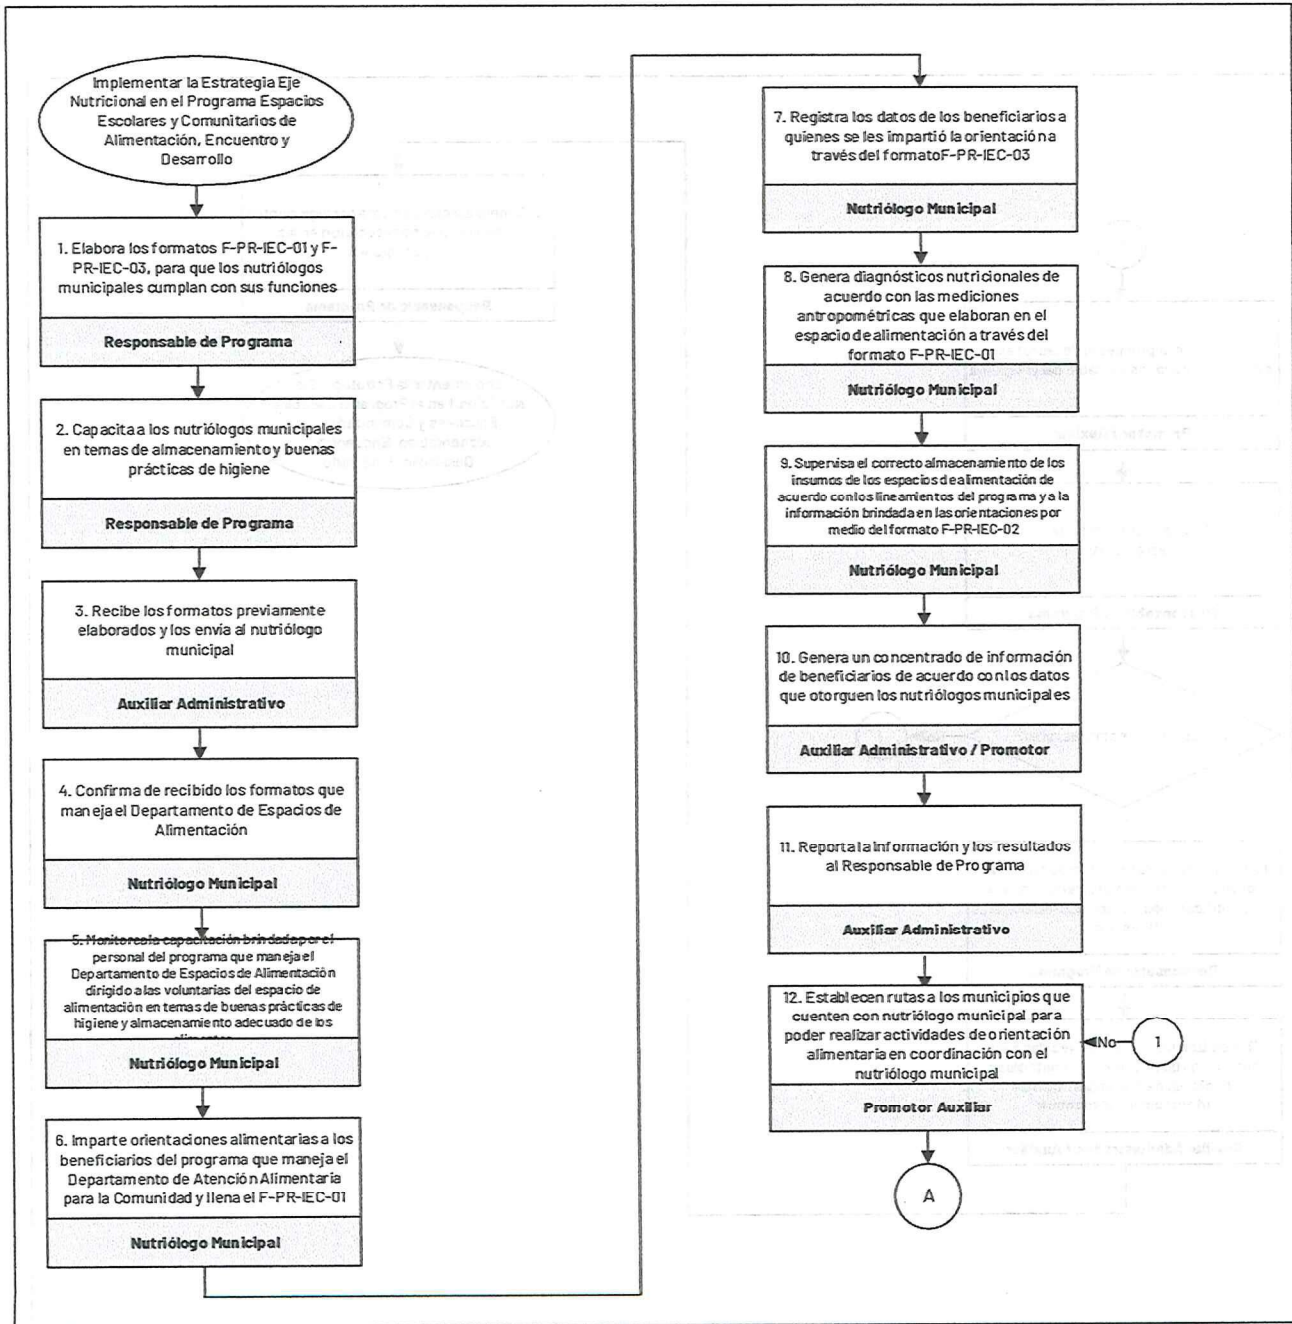 Implementar la Estrategia Eje
Nutricional en el Programa Espacios
Escolares y Comunitarios de
Alimentación, Encuentro y
Desarrollo
1. Elabora los formatos F-PR-IEC-01 y F-
PR-IEC-03, para que los nutriólogos
municipales cumplan con sus funciones
Responsable de Programa
2. Capacita a los nutriólogos municipales
en temas de almacenamiento y buenas
prácticas de higiene
Responsable de Programa
3. Recibe los formatos previamente
elaborados y los envía al nutriólogo
municipal
Auxiliar Administrativo
4. Confirma de recibido los formatos que
maneja el Departamento de Espacios de
Alimentación
Nutriólogo Municipal
5. Monitorea la capacitación brindada por el
personal del programa que maneja el
Departamento de Espacios de Alimentación
dirigido a las voluntarias del espacio de
alimentación en temas de buenas prácticas de
higiene y almacenamiento adecuado de los
alimentos
Nutriólogo Municipal
6. Imparte orientaciones alimentarias a los
beneficiarios del programa que maneja el
Departamento de Atención Alimentaria
para la Comunidad y llena el F-PR-IEC-01
Nutriólogo Municipal
7. Registra los datos de los beneficiarios a
quienes se les impartió la orientación a
través del formato F-PR-IEC-03
Nutriólogo Municipal
8. Genera diagnósticos nutricionales de
acuerdo con las mediciones
antropométricas que elaboran en el
espacio de alimentación a través del
formato F-PR-IEC-01
Nutriólogo Municipal
9. Supervisa el correcto almacenamiento de los
insumos de los espacios de alimentación de
acuerdo con los lineamientos del programa y a la
información brindada en las orientaciones por
medio del formato F-PR-IEC-02
Nutriólogo Municipal
10. Genera un concentrado de información
de beneficiarios de acuerdo con los datos
que otorguen los nutriólogos municipales
Auxiliar Administrativo / Promotor
11. Reporta la información y los resultados
al Responsable de Programa
Auxiliar Administrativo
12. Establecen rutas a los municipios que
cuenten con nutriólogo municipal para
poder realizar actividades de orientación
alimentaria en coordinación con el
nutriólogo municipal
Promotor Auxiliar
No
1
A